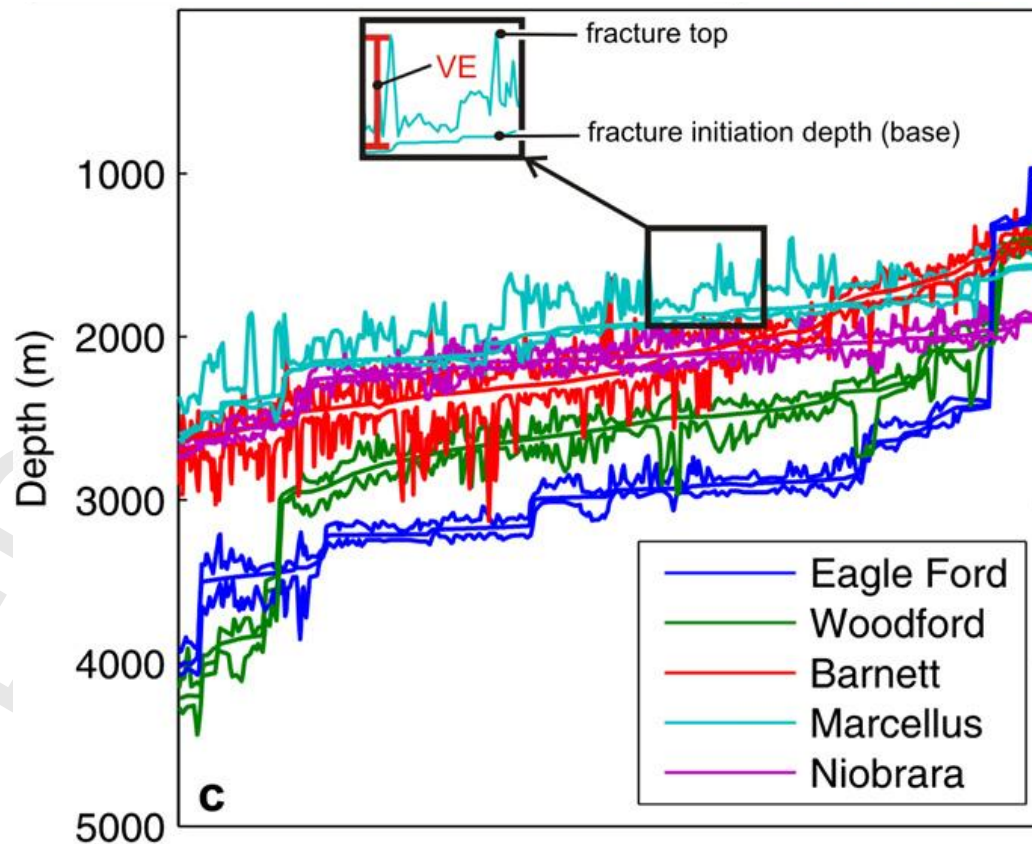 fracture top
VE
fracture initiation depth (base)
1000
2000
3000
4000
5000
Depth (m)
Eagle Ford
Woodford
Barnett
Marcellus
Niobrara
c